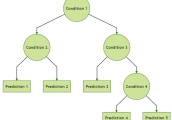 Condition 1
Condition 2
Condition 3
Prediction 1
Prediction 2
Prediction 3
Condition 4
Prediction 4
Prediction 5